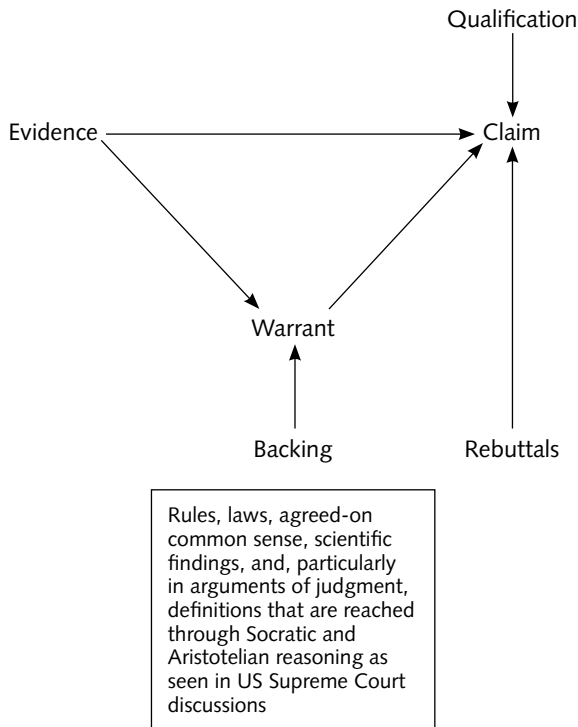 Qualification
Evidence
Claim
Warrant
Backing
Rebuttals
Rules, laws, agreed-on
common sense, scientific
findings, and, particularly
in arguments of judgment,
definitions that are reached
through Socratic and
Aristotelian reasoning as
seen in US Supreme Court
discussions